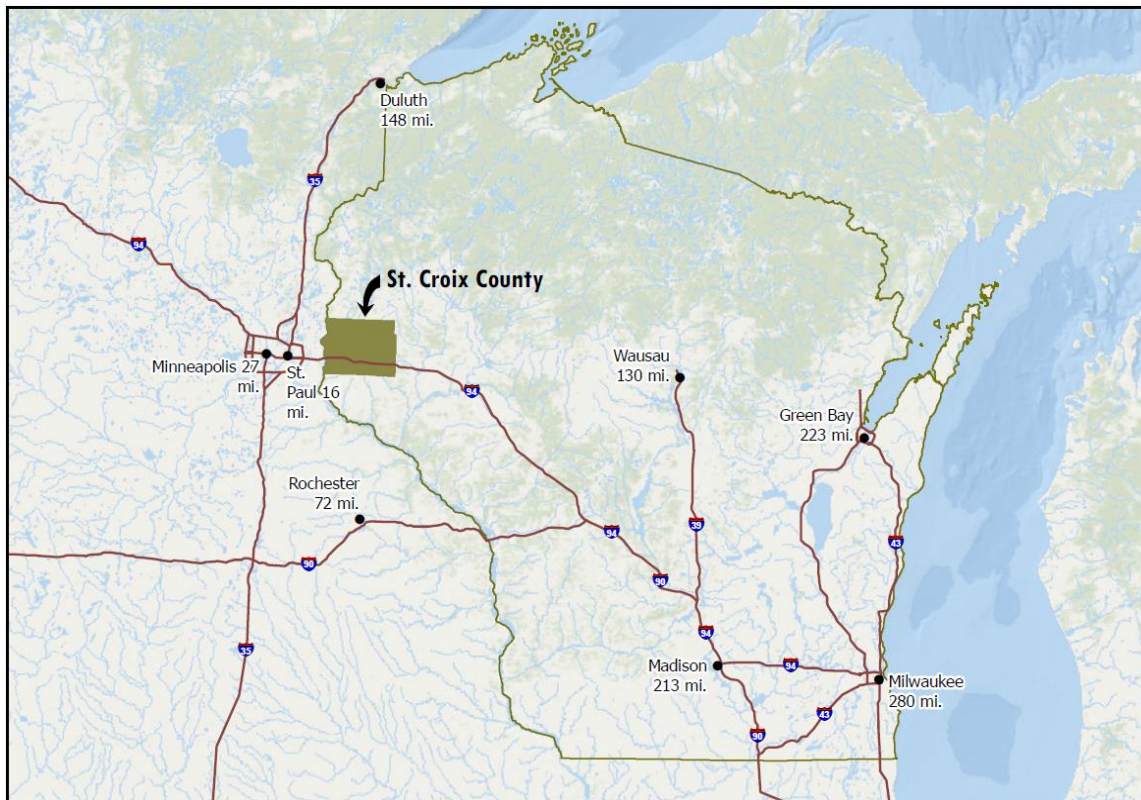 Duluth
148 mi.
35
94
St. Croix County
Minneapolis 27
mi.
St.
Paul 16
mi.
Wausau
130 mi.
94
Green Bay
223 mi.
Rochester
72 mi.
39
94
43
90
90
94
35
Madison
213 mi.
94
Milwaukee
280 mi.
43
90